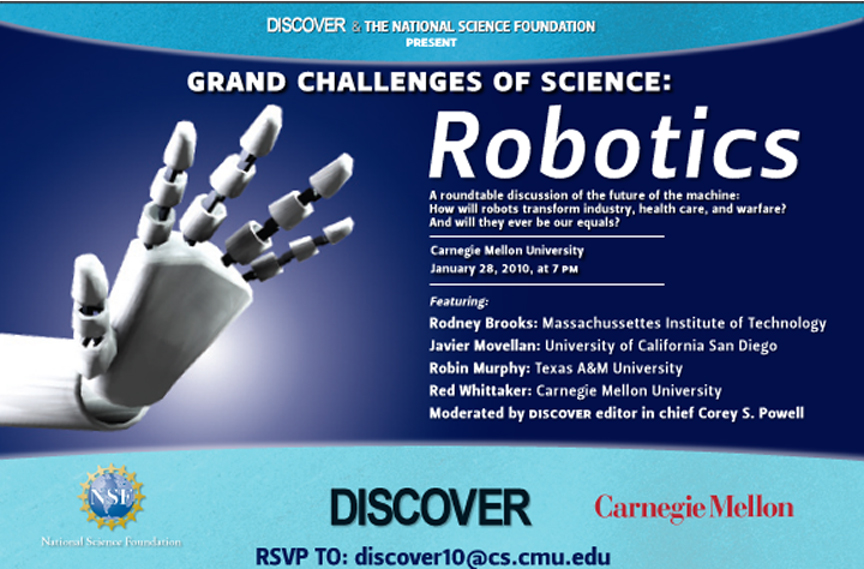 DISCOVER & THE NATIONAL SCIENCE FOUNDATION
PRESENT
GRAND CHALLENGES OF SCIENCE:
Robotics
A roundtable discussion of the future of the machine:
How will robots transform industry, health care, and warfare?
And will they ever be our equals?
Carnegie Mellon University
January 28, 2010, at 7 PM
Featuring:
Rodney Brooks: Massachussettes Institute of Technology
Javier Movellan: University of California San Diego
Robin Murphy: Texas A&M University
Red Whittaker: Carnegie Mellon University
Moderated by DISCOVER editor in chief Corey S. Powell
NSF
National Science Foundation
DISCOVER
Carnegie Mellon
RSVP TO: discover10@cs.cmu.edu